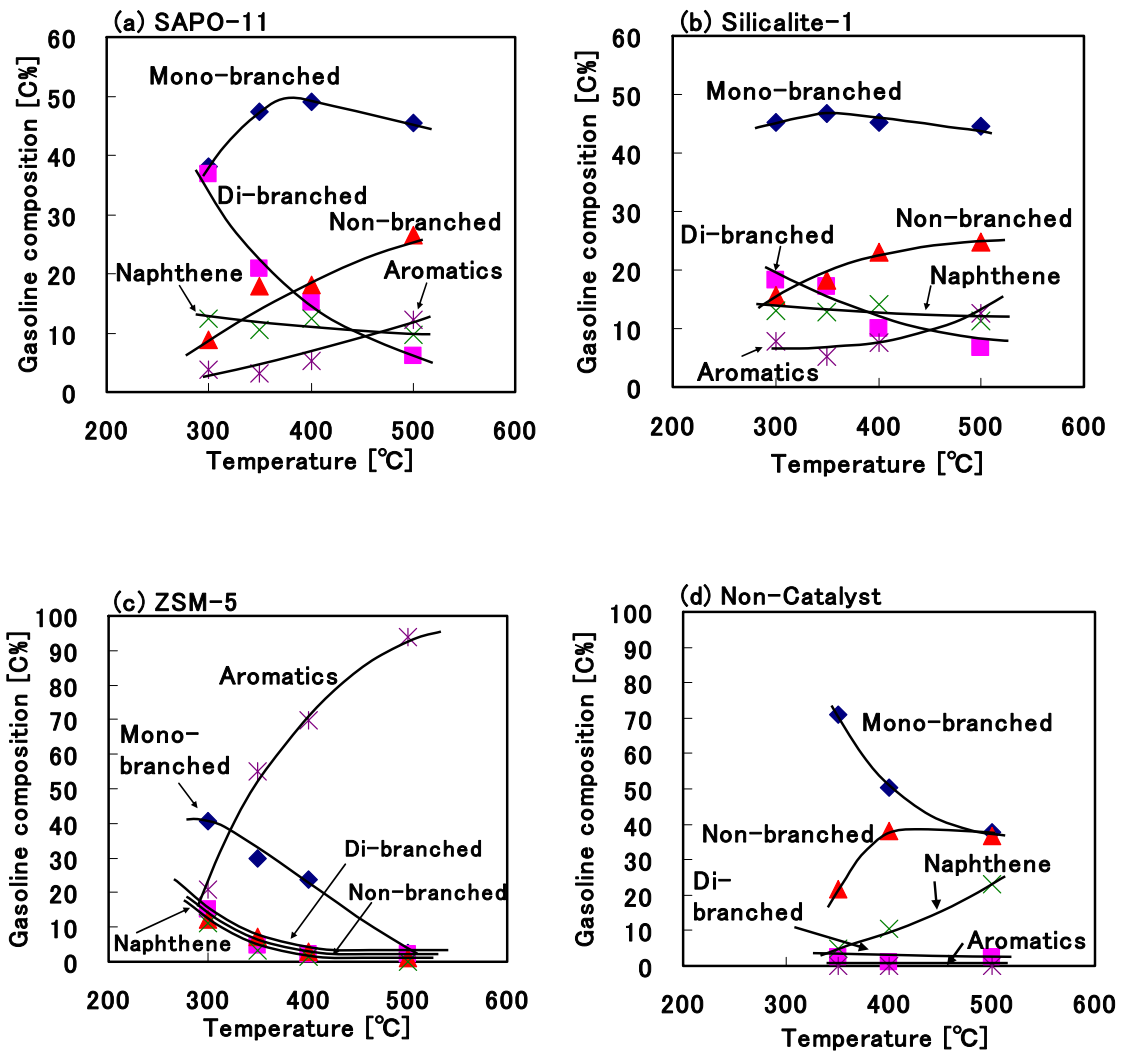 (a) SAPO-11
Gasoline composition [C%]
60
50
40
30
20
10
0
Mono-branched
Di-branched
Non-branched
Naphthene
Aromatics
200
300
400
500
600
Temperature [℃]
(b) Silicalite-1
Gasoline composition [C%]
60
50
40
30
20
10
0
Mono-branched
Non-branched
Di-branched
Naphthene
Aromatics
200
300
400
500
600
Temperature [℃]
(c) ZSM-5
Gasoline composition [C%]
100
90
80
70
60
50
40
30
20
10
0
Aromatics
Mono-
branched
Di-branched
Non-branched
Naphthene
200
300
400
500
600
Temperature [℃]
(d) Non-Catalyst
Gasoline composition [C%]
100
90
80
70
60
50
40
30
20
10
0
Mono-branched
Non-branched
Naphthene
Di-
branched
Aromatics
200
300
400
500
600
Temperature [℃]